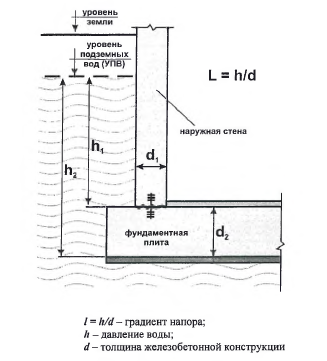 уровень
земли
уровень
подземных
вод (УПВ)
L = h/d
наружная стена
h₁
d₁
h₂
фундаментная
плита
d₂
l = h/d – градиент напора;
h – давление воды;
d – толщина железобетонной конструкции